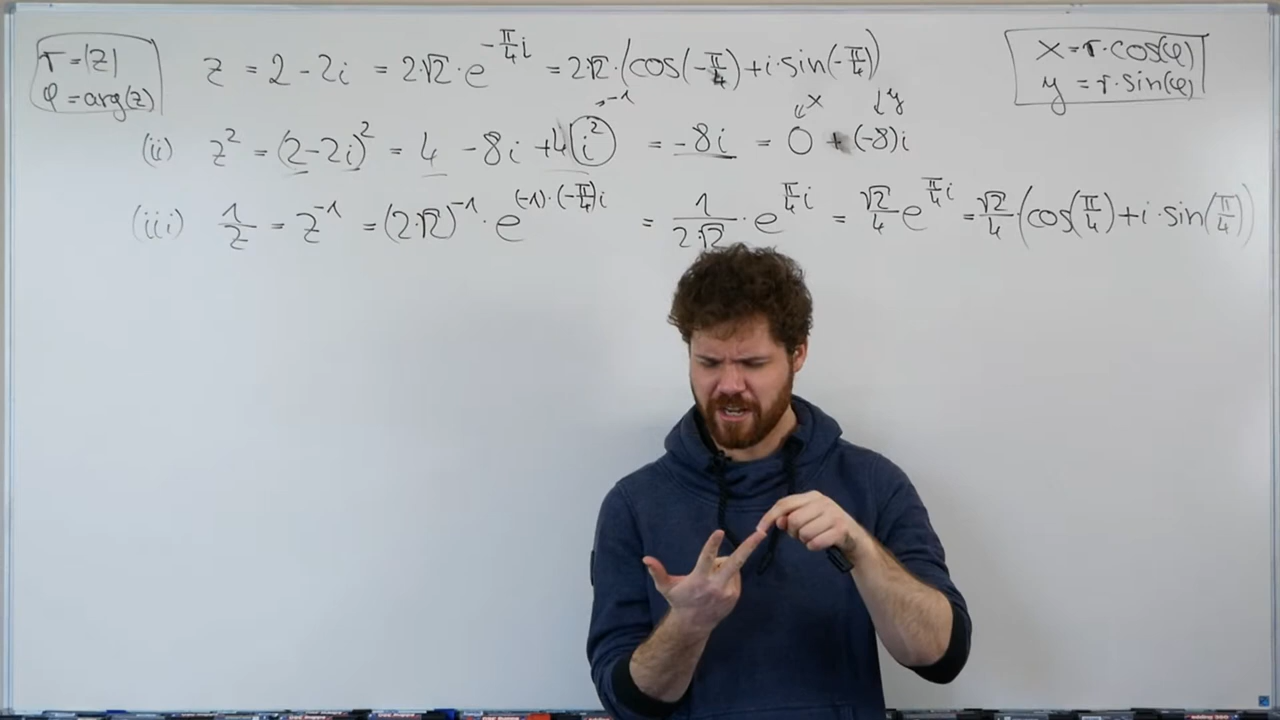 r = |z|
φ = arg(z)
z = 2 - 2i = 2√2 · e^{-π/4 i} = 2√2 · (cos(-π/4) + i · sin(-π/4))
x = r · cos(φ)
y = r · sin(φ)
-1 x y
(ii) z² = (2-2i)² = 4 - 8i + 4i² = -8i = 0 + (-8)i
(iii) 1/z = z⁻¹ = (2√2)⁻¹ · e^{(-1)·(-π/4)i} = 1/(2·√2) · e^{π/4 i} = √2/4 e^{π/4 i} = √2/4 · (cos(π/4) + i · sin(π/4))